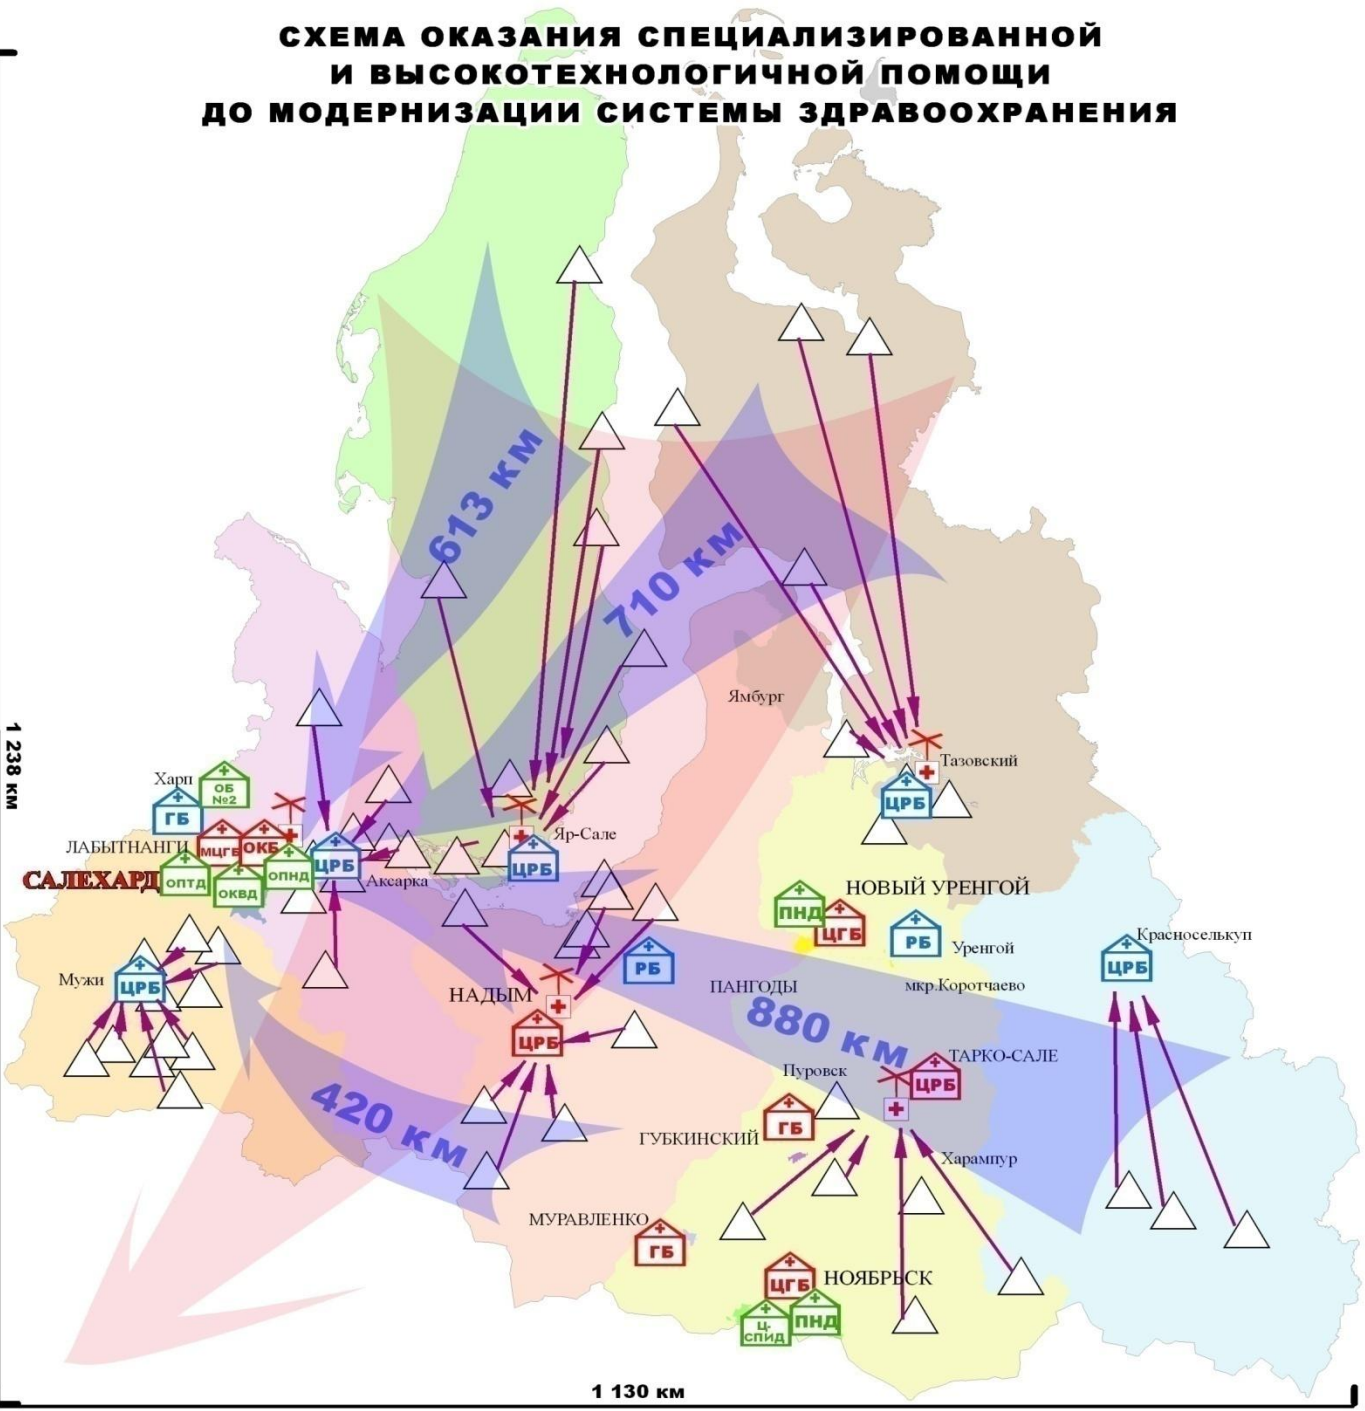 СХЕМА ОКАЗАНИЯ СПЕЦИАЛИЗИРОВАННОЙ
И ВЫСОКОТЕХНОЛОГИЧНОЙ ПОМОЩИ
ДО МОДЕРНИЗАЦИИ СИСТЕМЫ ЗДРАВООХРАНЕНИЯ
613 км
710 км
Ямбург
1 238 км
Тазовский
ЦРБ
Харп
ОБ
№2
ГБ
ЛАБЫТНАНГИ
МЦГБ
ОКБ
САЛЕХАРД
ОПТД
ОКВД
ОПНД
ЦРБ
Аксарка
Яр-Сале
ЦРБ
НОВЫЙ УРЕНГОЙ
ПНД
ЦГБ
РБ
Уренгой
мкр.Коротчаево
Красноселькуп
ЦРБ
Мужи
ЦРБ
РБ
ПАНГОДЫ
НАДЫМ
ЦРБ
880 км
ТАРКО-САЛЕ
ЦРБ
Пуровск
420 км
ГУБКИНСКИЙ
ГБ
Харампур
МУРАВЛЕНКО
ГБ
ЦГБ
НОЯБРЬСК
Ц-
СПИД
ПНД
1 130 км